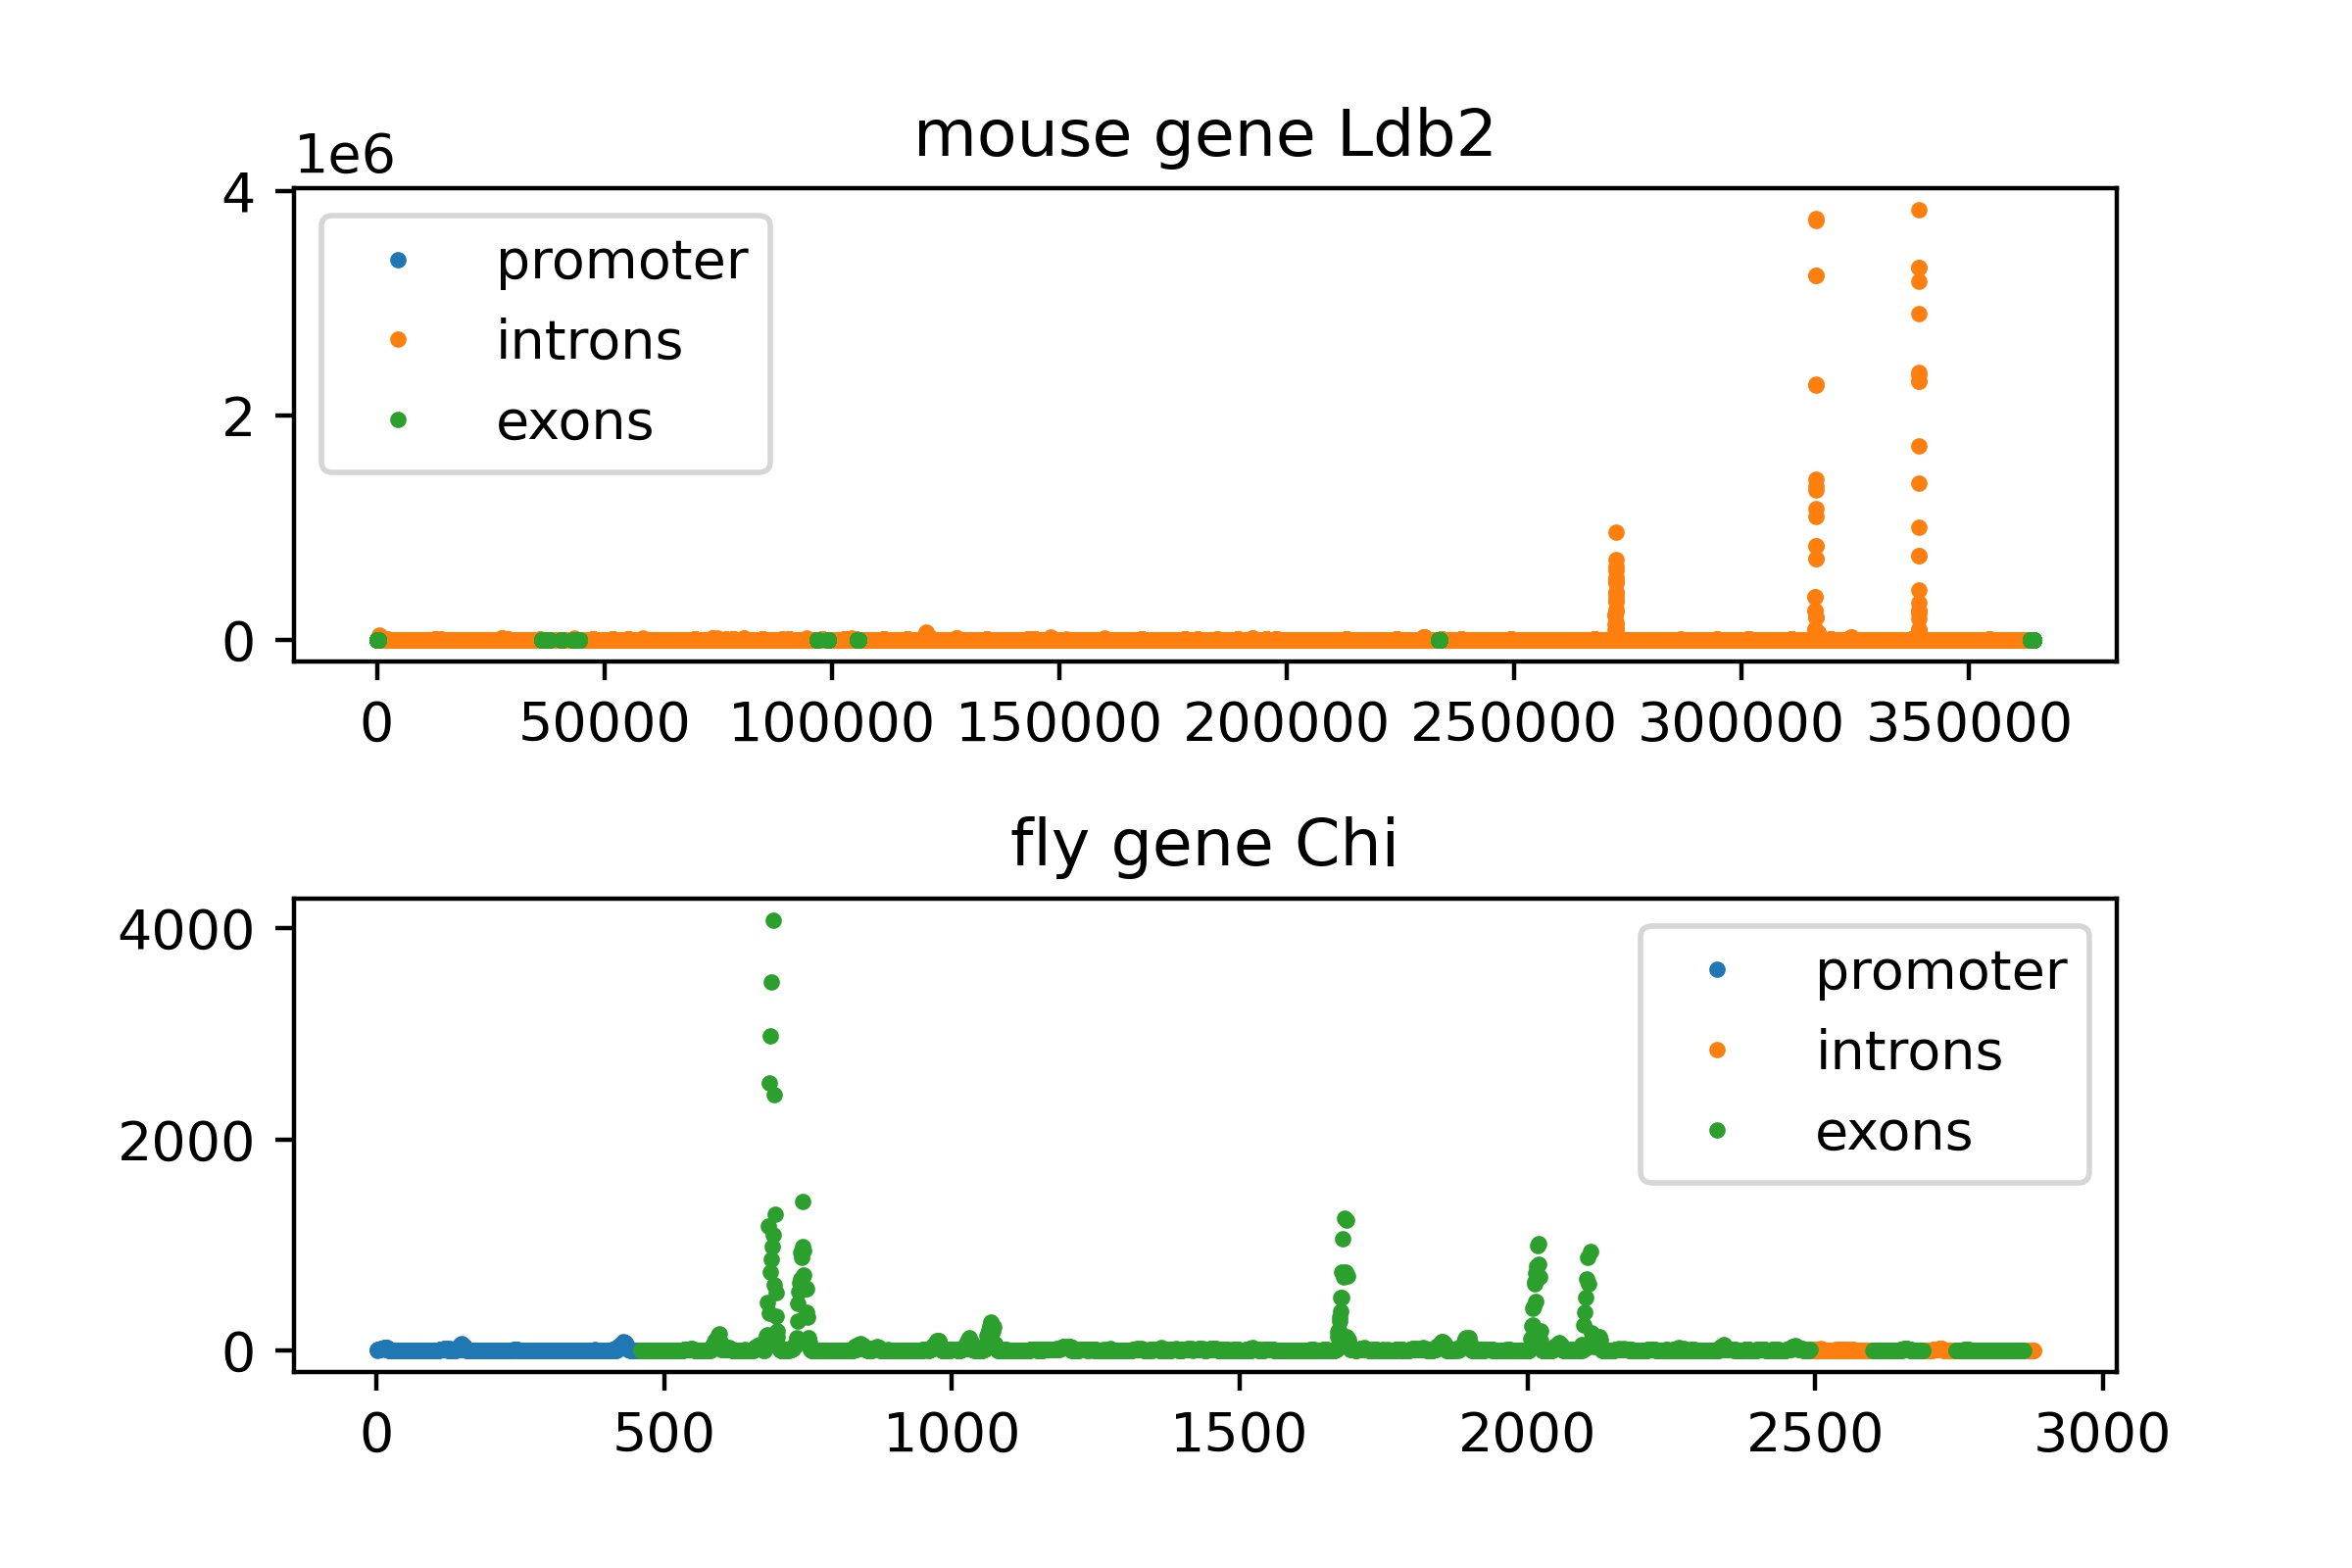 mouse gene Ldb2
1e6
4
2
0
promoter
introns
exons
0 50000 100000 150000 200000 250000 300000 350000
fly gene Chi
4000
2000
0
promoter
introns
exons
0 500 1000 1500 2000 2500 3000